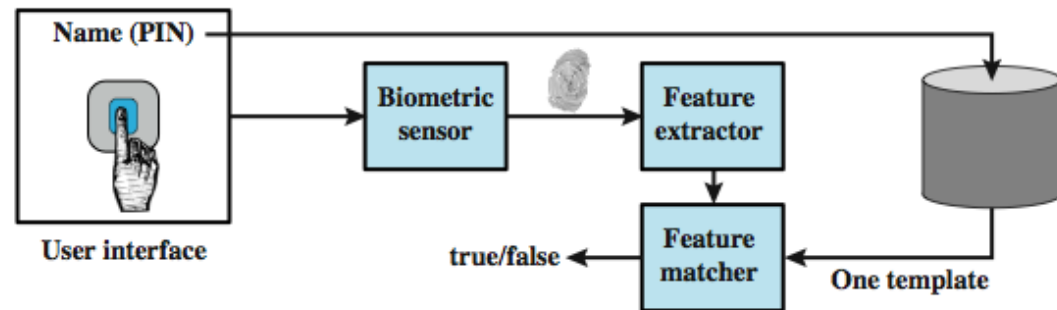 Name (PIN)
Biometric
sensor
Feature
extractor
User interface
true/false
Feature
matcher
One template